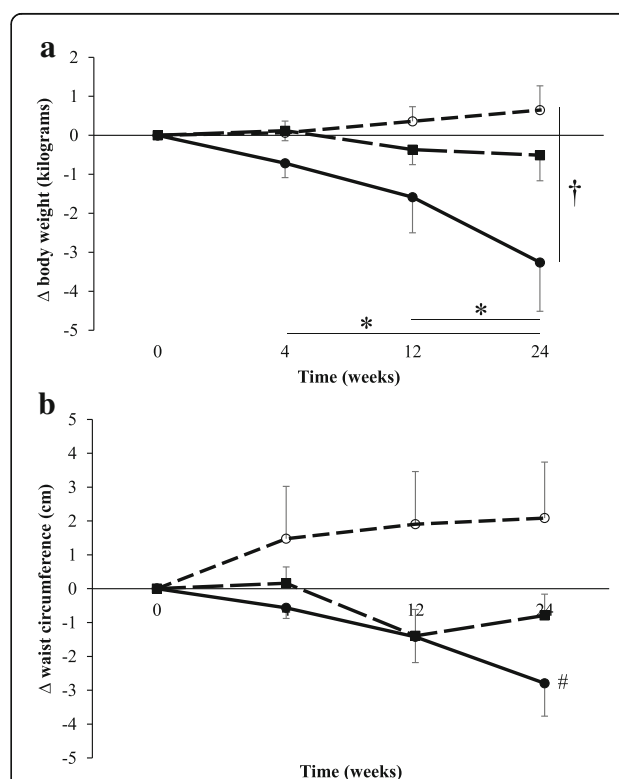 a
2
1
0
-1
-2
-3
-4
-5
Δ body weight (kilograms)
†
* *
0 4 12 24
Time (weeks)
b
5
4
3
2
1
0
-1
-2
-3
-4
-5
Δ waist circumference (cm)
0 12 24
#
Time (weeks)